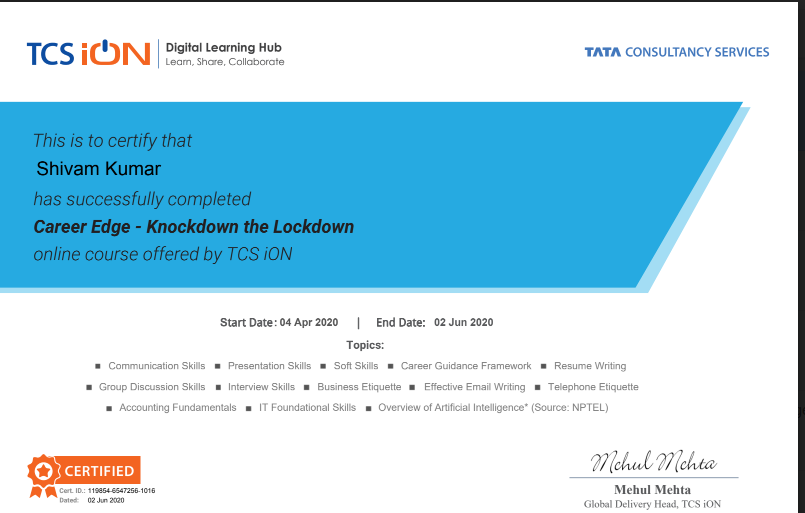 TCS iON Digital Learning Hub
Learn, Share, Collaborate
TATA CONSULTANCY SERVICES
This is to certify that
Shivam Kumar
has successfully completed
Career Edge - Knockdown the Lockdown
online course offered by TCS iON
Start Date: 04 Apr 2020 | End Date: 02 Jun 2020
Topics:
■ Communication Skills ■ Presentation Skills ■ Soft Skills ■ Career Guidance Framework ■ Resume Writing
■ Group Discussion Skills ■ Interview Skills ■ Business Etiquette ■ Effective Email Writing ■ Telephone Etiquette
■ Accounting Fundamentals ■ IT Foundational Skills ■ Overview of Artificial Intelligence* (Source: NPTEL)
CERTIFIED
Cert. ID.: 119854-6547256-1016
Dated: 02 Jun 2020
Mehul Mehta
Mehul Mehta
Global Delivery Head, TCS iON